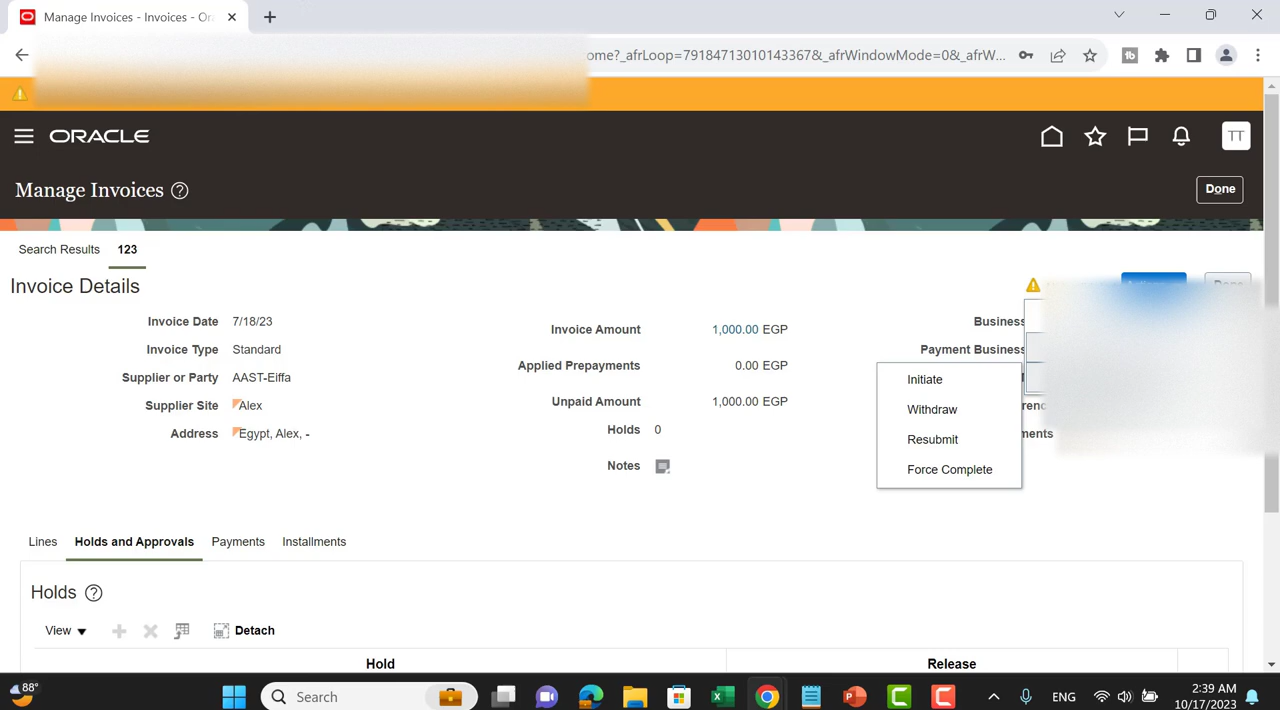 Manage Invoices - Invoices - Or
ome?_afrLoop=79184713010143367&_afrWindowMode=0&_afrW...
ORACLE
TT
Manage Invoices
Done
Search Results 123
Invoice Details
Invoice Date 7/18/23
Invoice Amount 1,000.00 EGP
Business
Invoice Type Standard
Payment Business
Applied Prepayments 0.00 EGP
Supplier or Party AAST-Eiffa
Initiate
Supplier Site Alex
Unpaid Amount 1,000.00 EGP
Withdraw
Address Egypt, Alex, -
Holds 0
Resubmit
Notes
Force Complete
Lines Holds and Approvals Payments Installments
Holds
View Detach
Hold Release
88°
Search
ENG
2:39 AM
10/17/2023